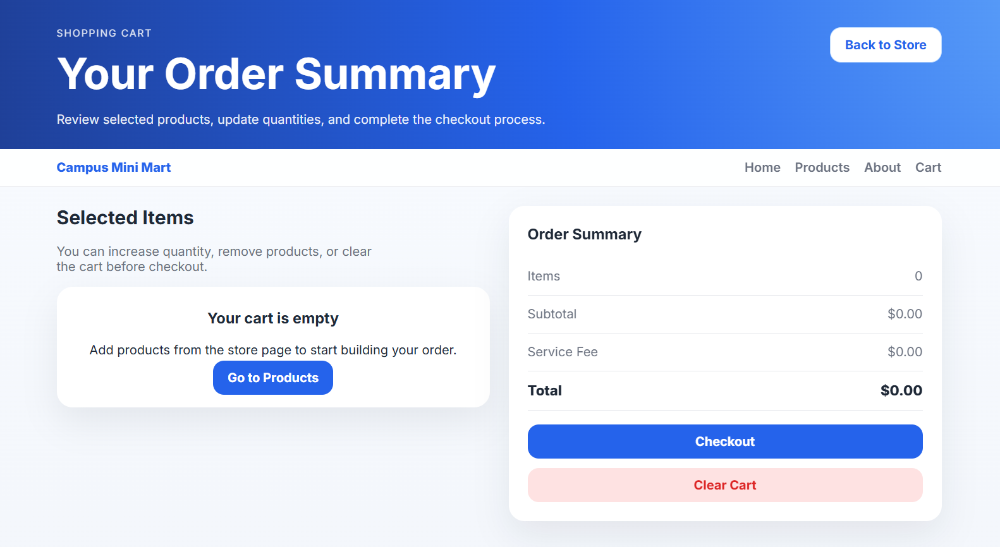 SHOPPING CART
Your Order Summary
Review selected products, update quantities, and complete the checkout process.
Back to Store
Campus Mini Mart
Home Products About Cart
Selected Items
You can increase quantity, remove products, or clear
the cart before checkout.
Your cart is empty
Add products from the store page to start building your order.
Go to Products
Order Summary
Items 0
Subtotal $0.00
Service Fee $0.00
Total $0.00
Checkout
Clear Cart